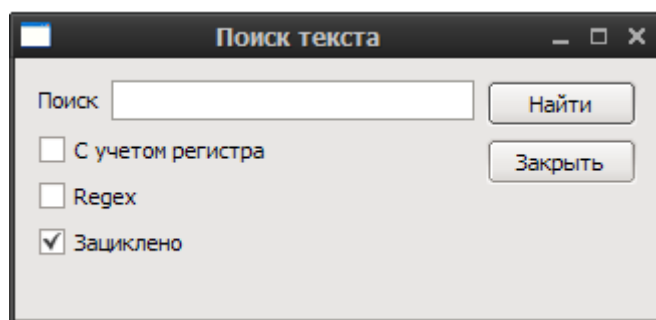 Поиск текста
Поиск
Найти
С учетом регистра
Закрыть
Regex
Зациклено